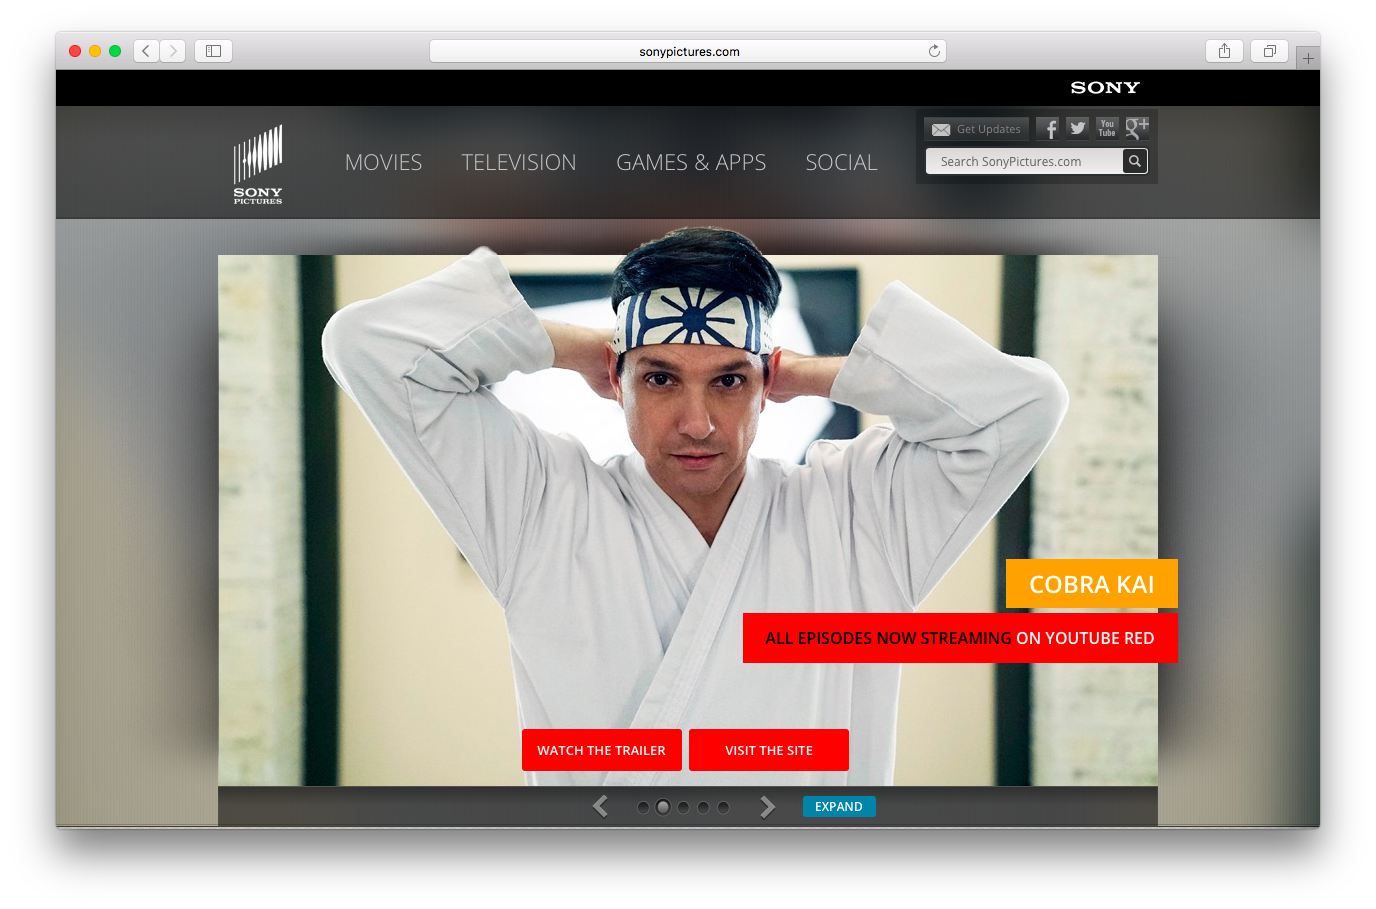 sonypictures.com
SONY
SONY
PICTURES
MOVIES
TELEVISION
GAMES & APPS
SOCIAL
Get Updates
f
You
Tube
g+
Search SonyPictures.com
COBRA KAI
ALL EPISODES NOW STREAMING ON YOUTUBE RED
WATCH THE TRAILER
VISIT THE SITE
EXPAND